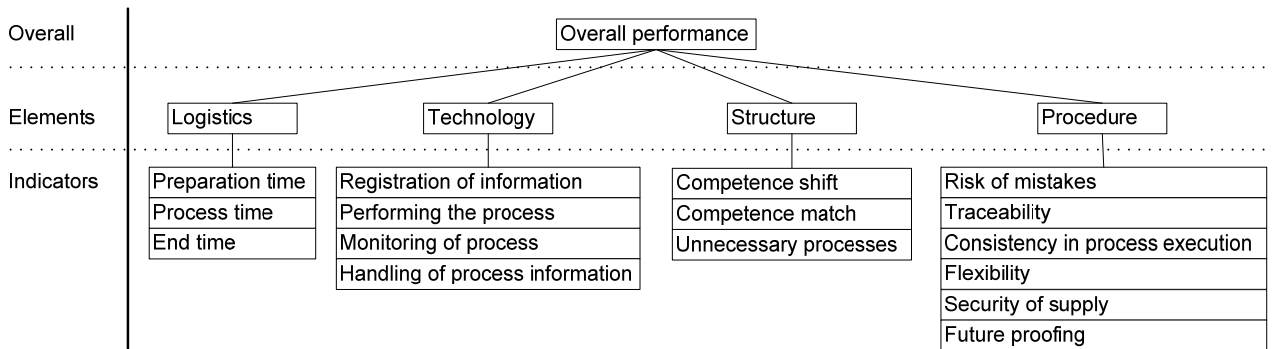 Overall
Overall performance
Elements
Logistics
Technology
Structure
Procedure
Indicators
Preparation time
Process time
End time
Registration of information
Performing the process
Monitoring of process
Handling of process information
Competence shift
Competence match
Unnecessary processes
Risk of mistakes
Traceability
Consistency in process execution
Flexibility
Security of supply
Future proofing